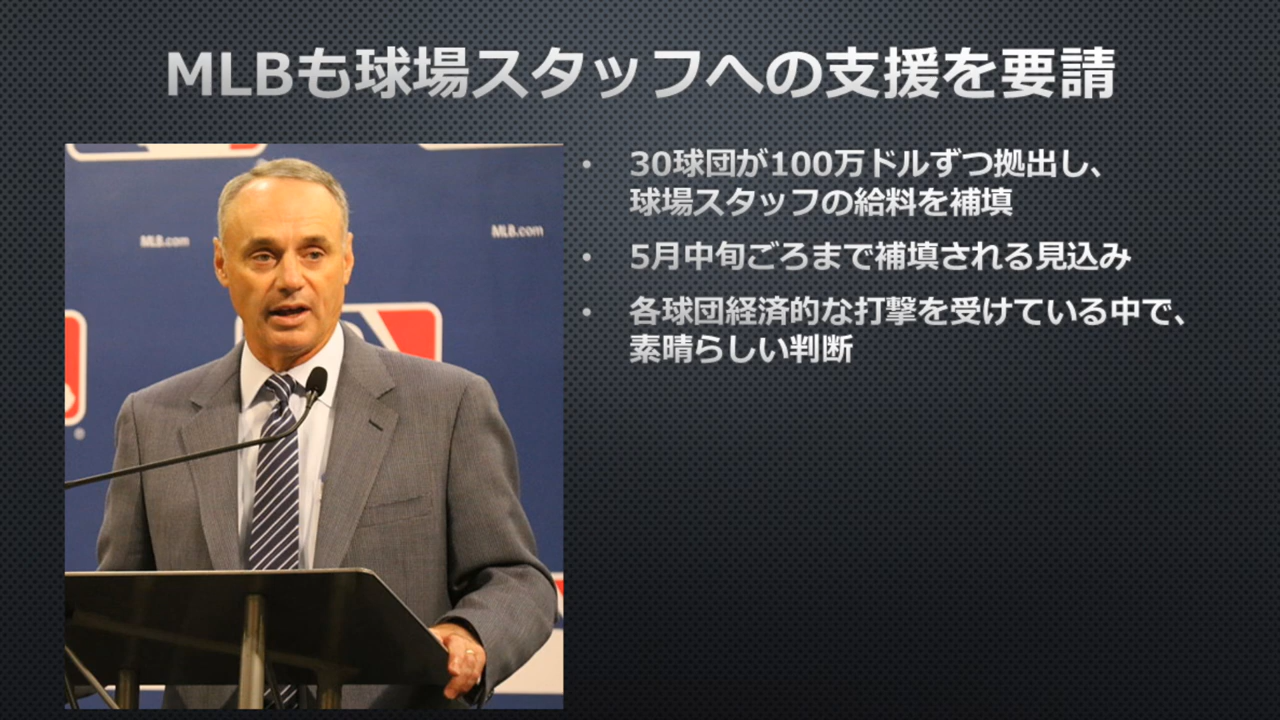 MLBも球場スタッフへの支援を要請
MLB.com
MLB.com
• 30球団が100万ドルずつ拠出し、
球場スタッフの給料を補填
• 5月中旬ごろまで補填される見込み
• 各球団経済的な打撃を受けている中で、
素晴らしい判断